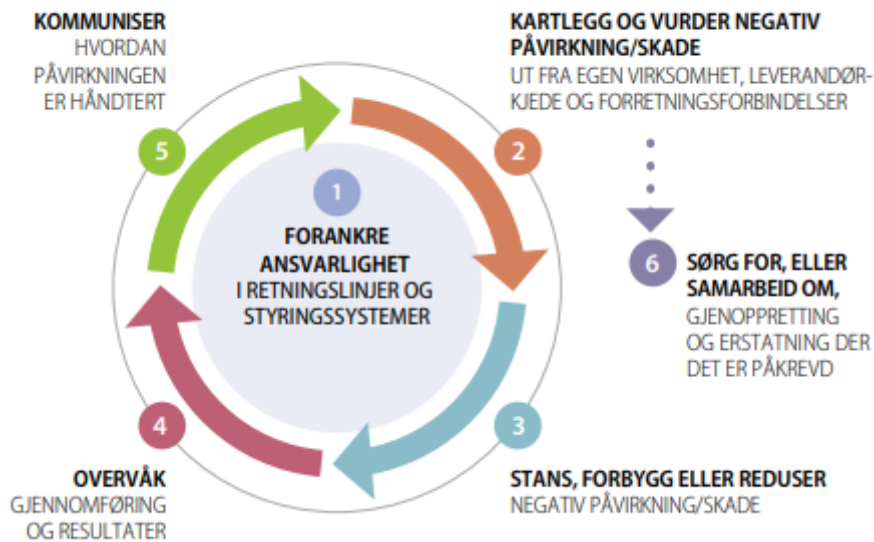 KOMMUNISER
HVORDAN
PÅVIRKNINGEN
ER HÅNDTERT
5
KARTLEGG OG VURDER NEGATIV
PÅVIRKNING/SKADE
UT FRA EGEN VIRKSOMHET, LEVERANDØR-
KJEDE OG FORRETNINGSFORBINDELSER
2
1
FORANKRE
ANSVARLIGHET
I RETNINGSLINJER OG
STYRINGSSYSTEMER
6
SØRG FOR, ELLER
SAMARBEID OM,
GJENOPPRETTING
OG ERSTATNING DER
DET ER PÅKREVD
4
OVERVÅK
GJENNOMFØRING
OG RESULTATER
3
STANS, FORBYGG ELLER REDUSER
NEGATIV PÅVIRKNING/SKADE